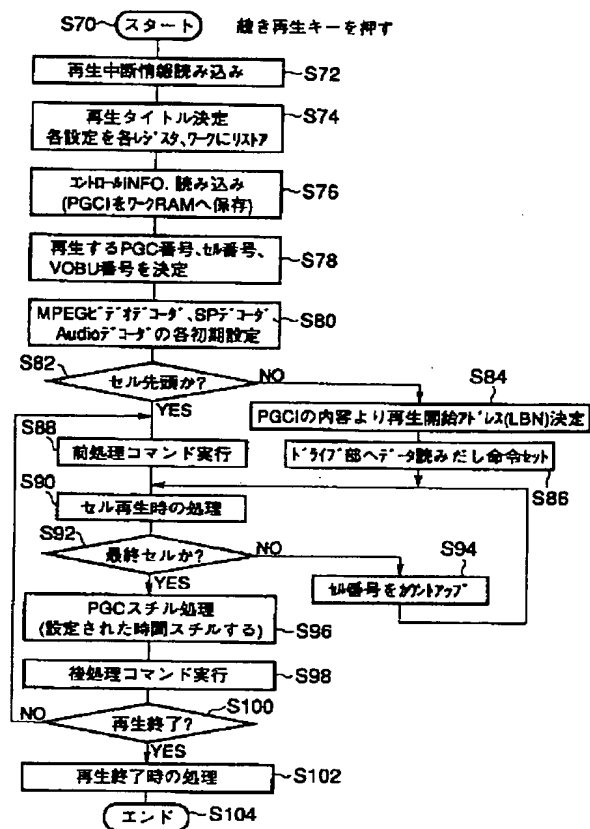 S70 スタート 続き再生キーを押す
再生中断情報読み込み S72
再生タイトル決定
各設定を各レジスタ、ワークにリストア
S74
コントロールINFO. 読み込み
(PGCIをワークRAMへ保存)
S76
再生するPGC番号、セル番号、
VOBU番号を決定
S78
MPEGビデオデコーダ、SPデコーダ
Audioデコーダの各初期設定
S80
S82
セル先頭か?
NO
YES
S84
PGCIの内容より再生開始アドレス(LBN)決定
ドライブ部へデータ読みだし命令セット
S86
S88
前処理コマンド実行
S90
セル再生時の処理
S92
最終セルか?
NO
YES
S94
セル番号をカウントアップ
PGCスチル処理
(設定された時間スチルする)
S96
後処理コマンド実行 S98
S100
再生終了?
NO
YES
再生終了時の処理 S102
エンド S104